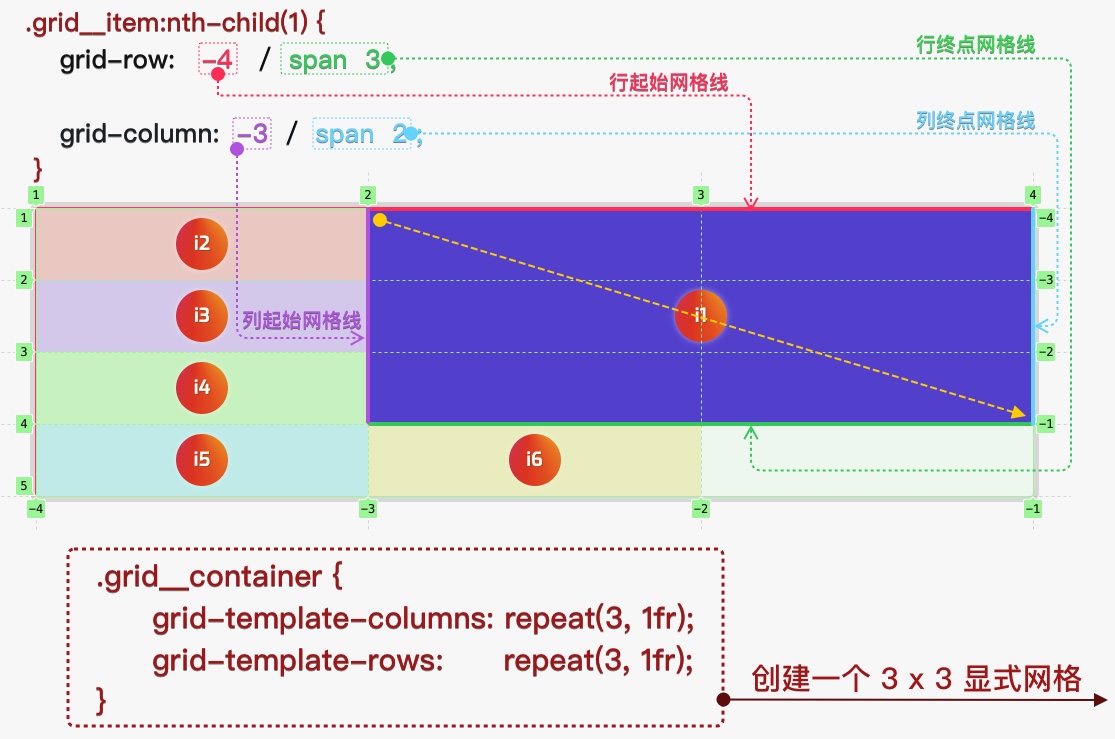 .grid__item:nth-child(1) {
grid-row: -4 / span 3;
行终点网格线
行起始网格线
grid-column: -3 / span 2;
列终点网格线
}
1 2 3 4
1 -4
i2
2 -3
i3 i1
列起始网格线
3 -2
i4
4 -1
i5 i6
5
-4 -3 -2 -1
.grid__container {
grid-template-columns: repeat(3, 1fr);
grid-template-rows: repeat(3, 1fr);
}
创建一个 3 x 3 显式网格